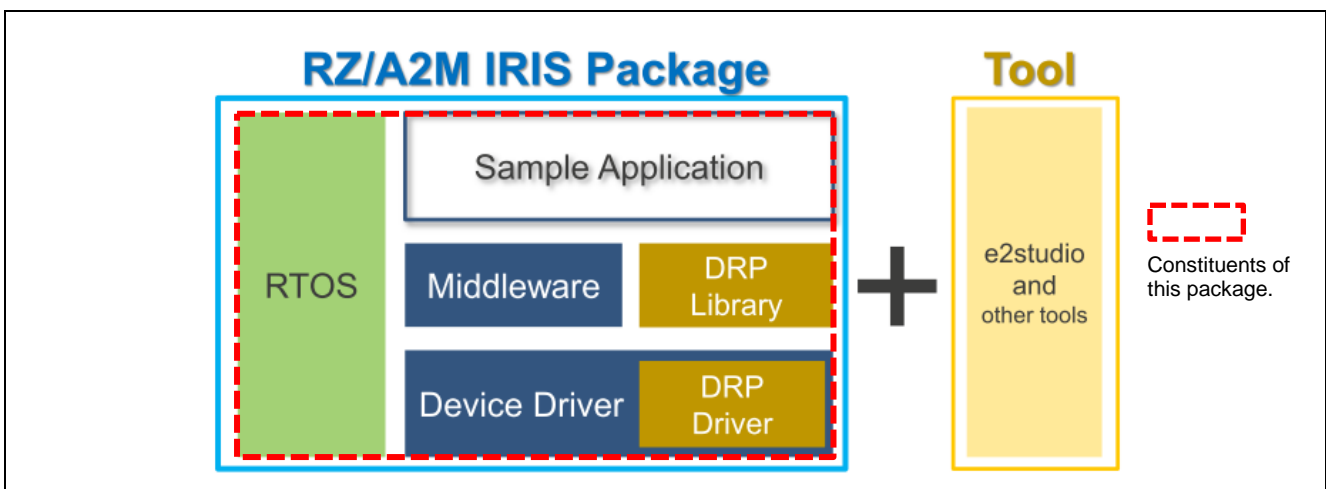 RZ/A2M IRIS Package
Tool
RTOS
Sample Application
Middleware
DRP
Library
Device Driver
DRP
Driver
e2studio
and
other tools
Constituents of
this package.